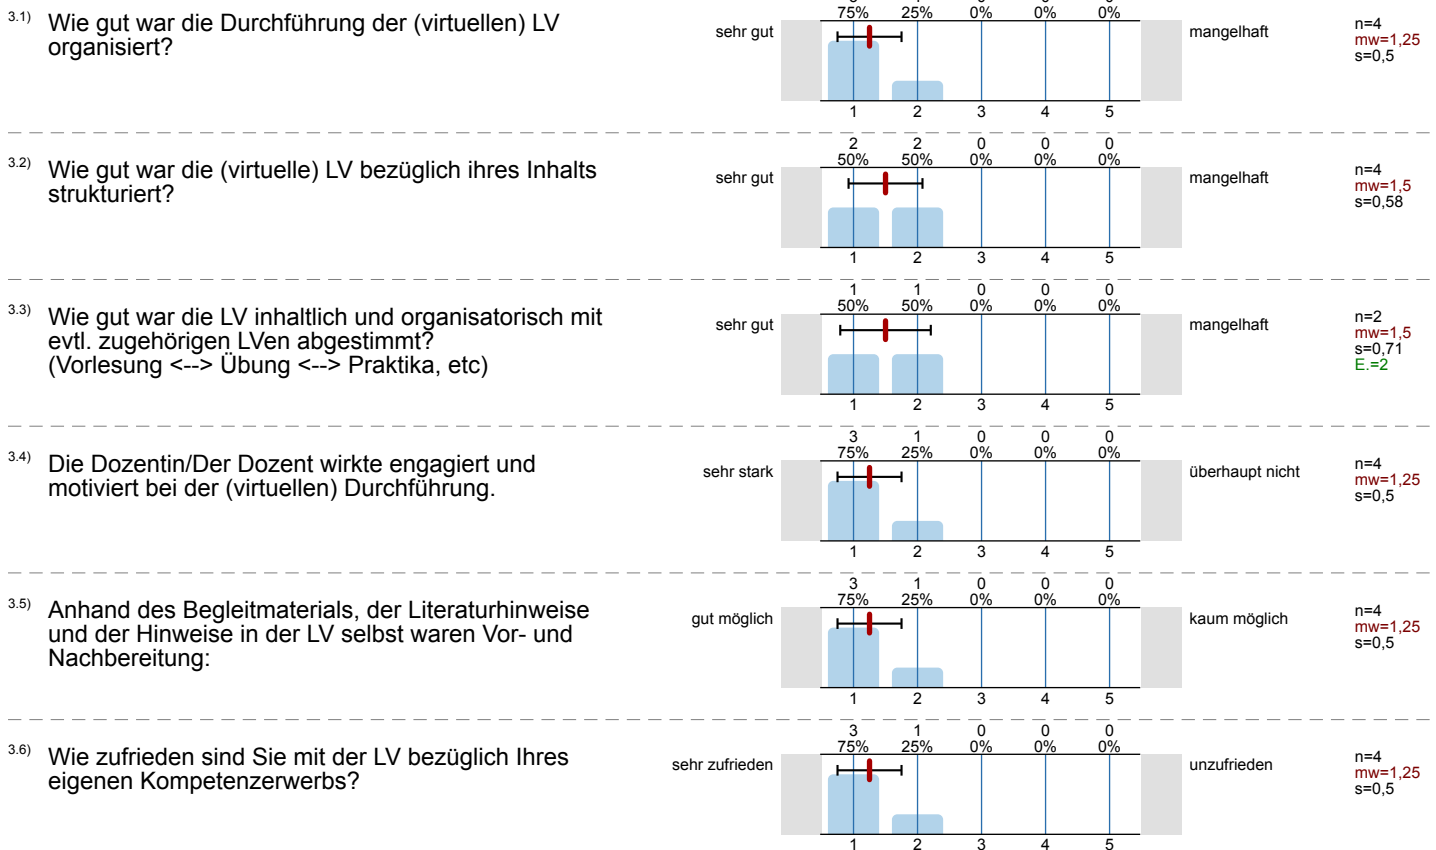 75% 25% 0% 0% 0%
3.1) Wie gut war die Durchführung der (virtuellen) LV
organisiert?
sehr gut
mangelhaft
n=4
mw=1,25
s=0,5
1 2 3 4 5
2 2 0 0 0
50% 50% 0% 0% 0%
3.2) Wie gut war die (virtuelle) LV bezüglich ihres Inhalts
strukturiert?
sehr gut
mangelhaft
n=4
mw=1,5
s=0,58
1 2 3 4 5
1 1 0 0 0
50% 50% 0% 0% 0%
3.3) Wie gut war die LV inhaltlich und organisatorisch mit
evtl. zugehörigen LVen abgestimmt?
(Vorlesung <--> Übung <--> Praktika, etc)
sehr gut
mangelhaft
n=2
mw=1,5
s=0,71
E.=2
1 2 3 4 5
3 1 0 0 0
75% 25% 0% 0% 0%
3.4) Die Dozentin/Der Dozent wirkte engagiert und
motiviert bei der (virtuellen) Durchführung.
sehr stark
überhaupt nicht
n=4
mw=1,25
s=0,5
1 2 3 4 5
3 1 0 0 0
75% 25% 0% 0% 0%
3.5) Anhand des Begleitmaterials, der Literaturhinweise
und der Hinweise in der LV selbst waren Vor- und
Nachbereitung:
gut möglich
kaum möglich
n=4
mw=1,25
s=0,5
1 2 3 4 5
3 1 0 0 0
75% 25% 0% 0% 0%
3.6) Wie zufrieden sind Sie mit der LV bezüglich Ihres
eigenen Kompetenzerwerbs?
sehr zufrieden
unzufrieden
n=4
mw=1,25
s=0,5
1 2 3 4 5